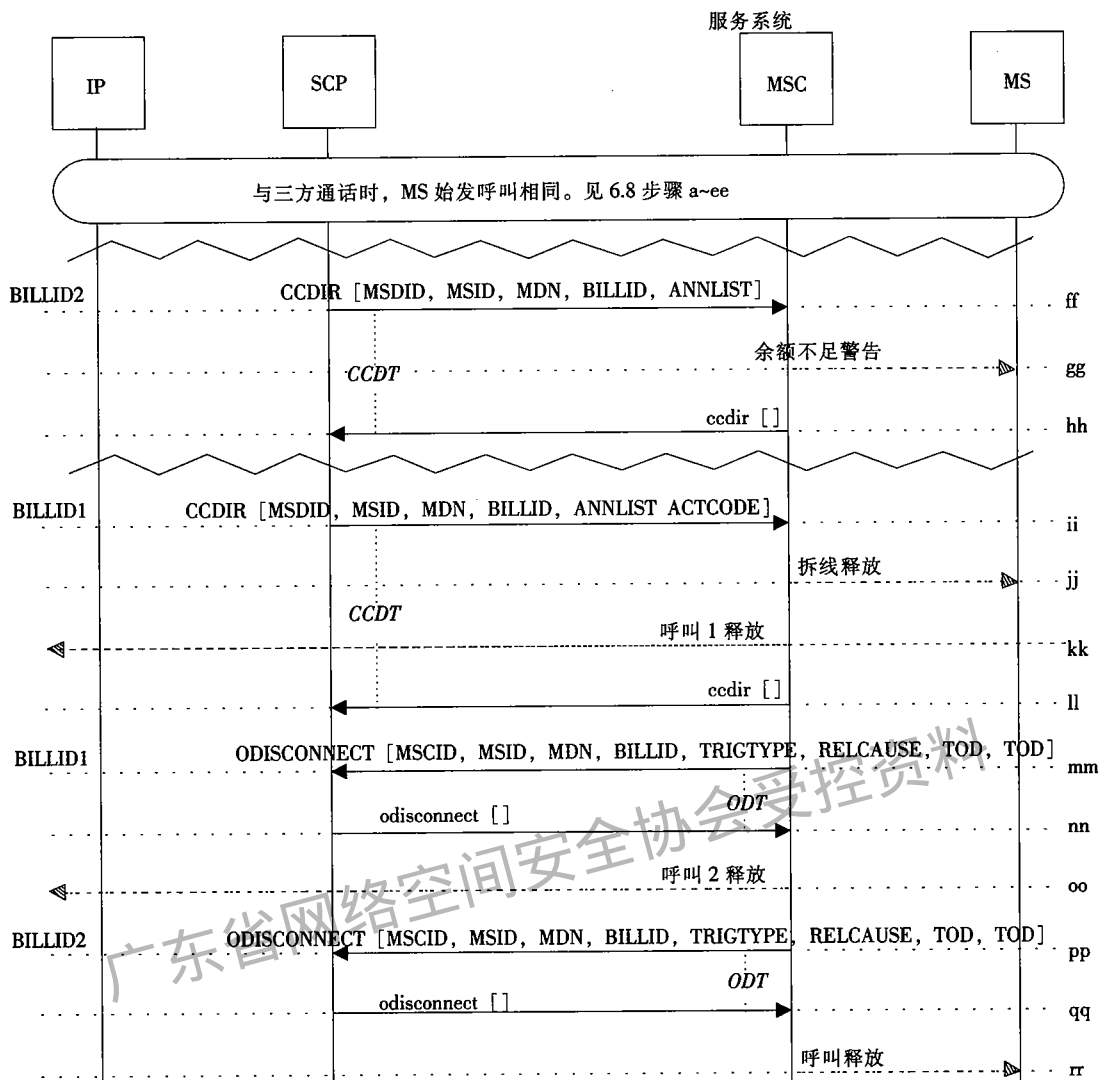 服务系统
IP
SCP
MSC
MS
与三方通话时，MS 始发呼叫相同。见 6.8 步骤 a~ee
BILLID2
CCDIR [MSDID, MSID, MDN, BILLID, ANNLIST]
ff
余额不足警告
CCDT
gg
ccdir []
hh
BILLID1
CCDIR [MSDID, MSID, MDN, BILLID, ANNLIST ACTCODE]
ii
拆线释放
jj
CCDT
呼叫 1 释放
kk
ccdir []
ll
BILLID1
ODISCONNECT [MSCID, MSID, MDN, BILLID, TRIGTYPE, RELCAUSE, TOD, TOD]
mm
ODT
odisconnect []
nn
呼叫 2 释放
oo
BILLID2
ODISCONNECT [MSCID, MSID, MDN, BILLID, TRIGTYPE, RELCAUSE, TOD, TOD]
pp
ODT
odisconnect []
qq
呼叫释放
rr
广东省网络空间安全协会受控资料